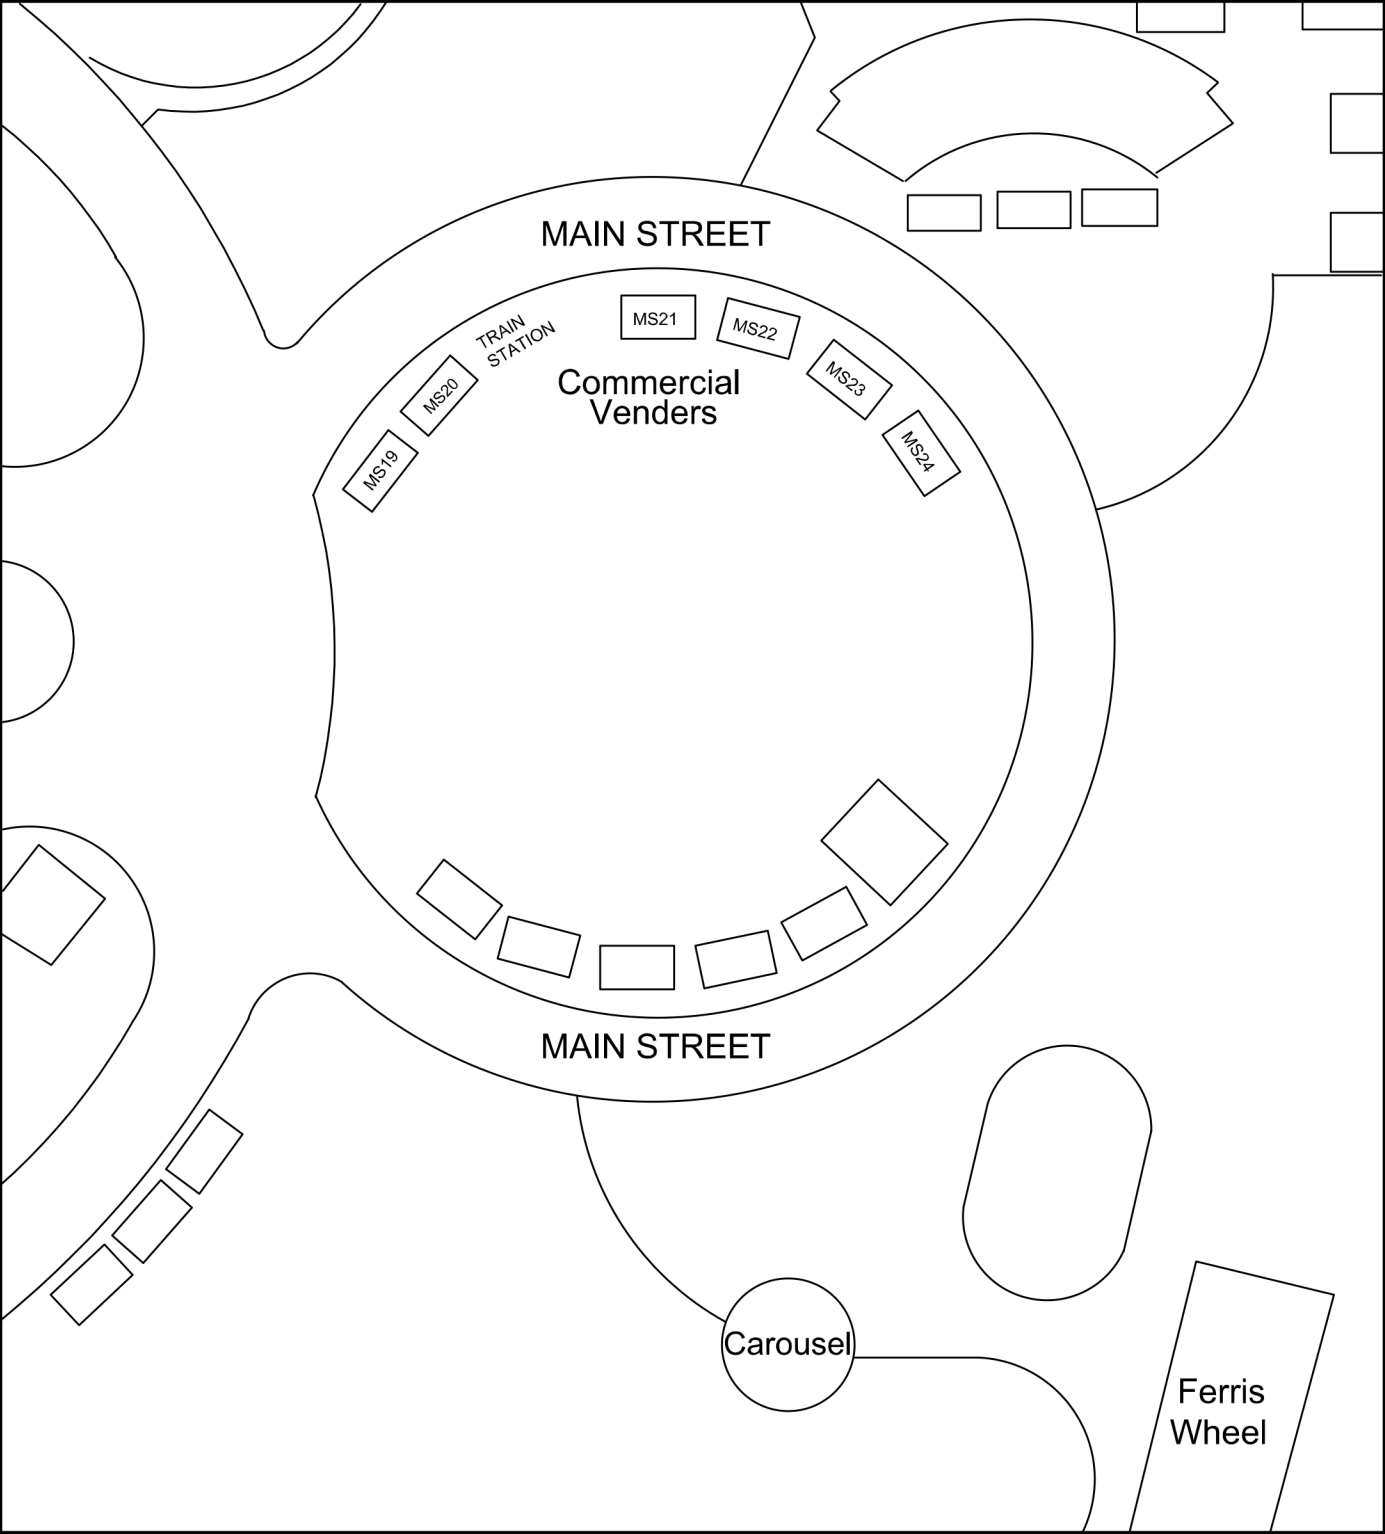 MAIN STREET
TRAIN
STATION
MS21
MS22
MS20
MS23
MS19
MS24
Commercial
Venders
MAIN STREET
Carousel
Ferris
Wheel